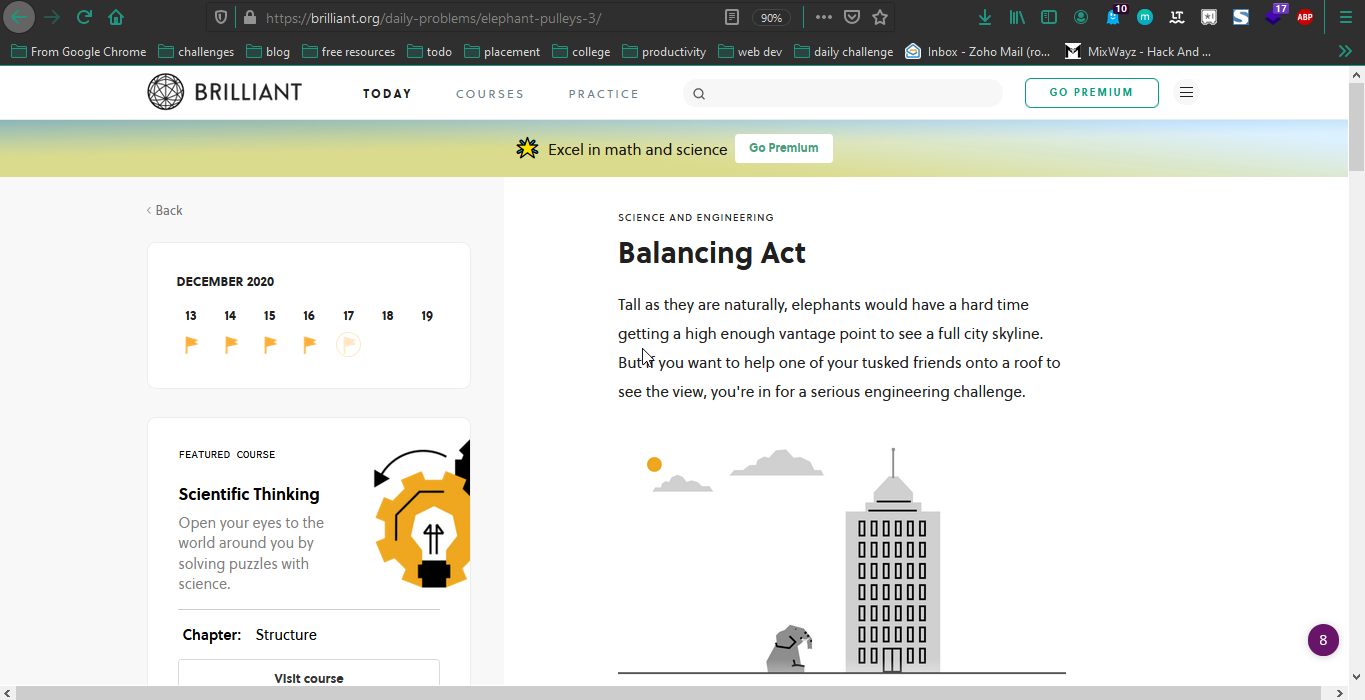 https://brilliant.org/daily-problems/elephant-pulleys-3/
90%
10
17
ABP
From Google Chrome
challenges
blog
free resources
todo
placement
college
productivity
web dev
daily challenge
Inbox - Zoho Mail (ro...
MixWayz - Hack And ...
BRILLIANT
TODAY
COURSES
PRACTICE
GO PREMIUM
Excel in math and science
Go Premium
Back
DECEMBER 2020
13 14 15 16 17 18 19
FEATURED COURSE
Scientific Thinking
Open your eyes to the
world around you by
solving puzzles with
science.
Chapter: Structure
Visit course
SCIENCE AND ENGINEERING
Balancing Act
Tall as they are naturally, elephants would have a hard time
getting a high enough vantage point to see a full city skyline.
But if you want to help one of your tusked friends onto a roof to
see the view, you're in for a serious engineering challenge.
8